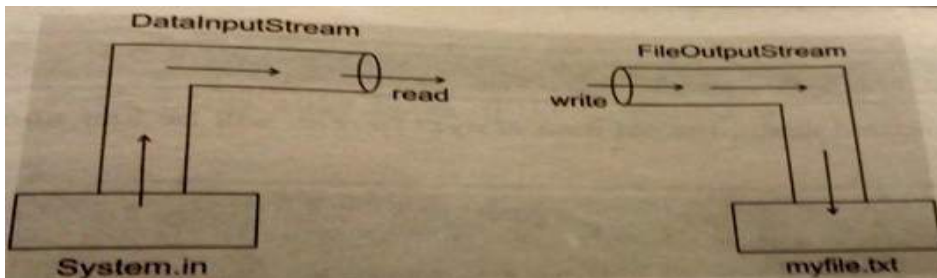 DataInputStream
FileOutputStream
read
write
System.in
myfile.txt